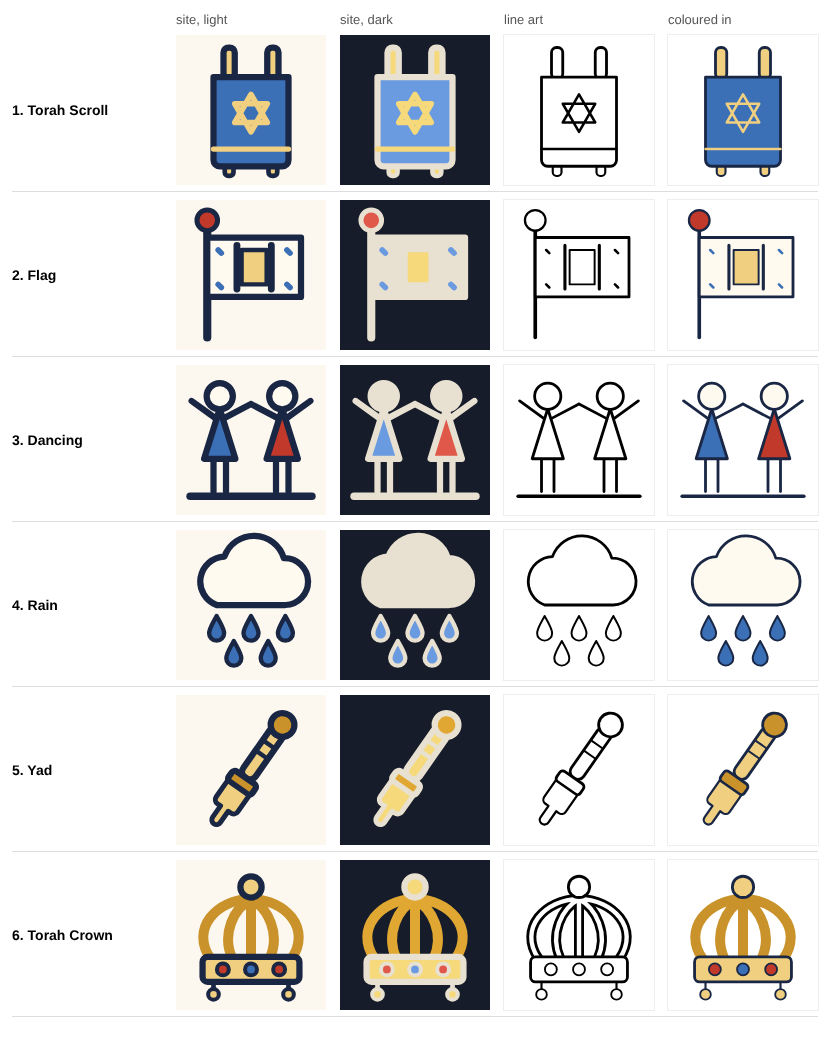 site, light
site, dark
line art
coloured in
1. Torah Scroll
2. Flag
3. Dancing
4. Rain
5. Yad
6. Torah Crown